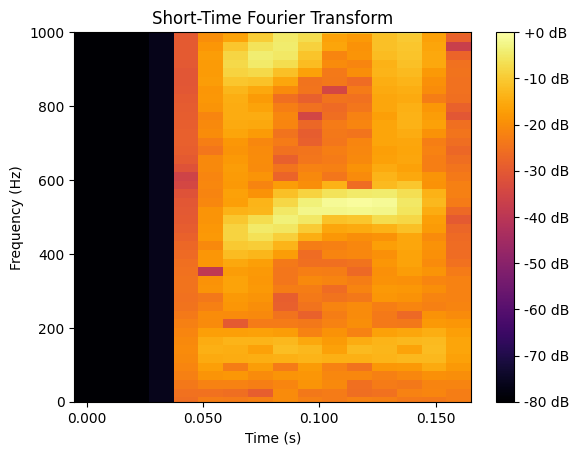 Short-Time Fourier Transform
1000
800
600
400
200
0
Frequency (Hz)
0.000
0.050
0.100
0.150
Time (s)
+0 dB
-10 dB
-20 dB
-30 dB
-40 dB
-50 dB
-60 dB
-70 dB
-80 dB